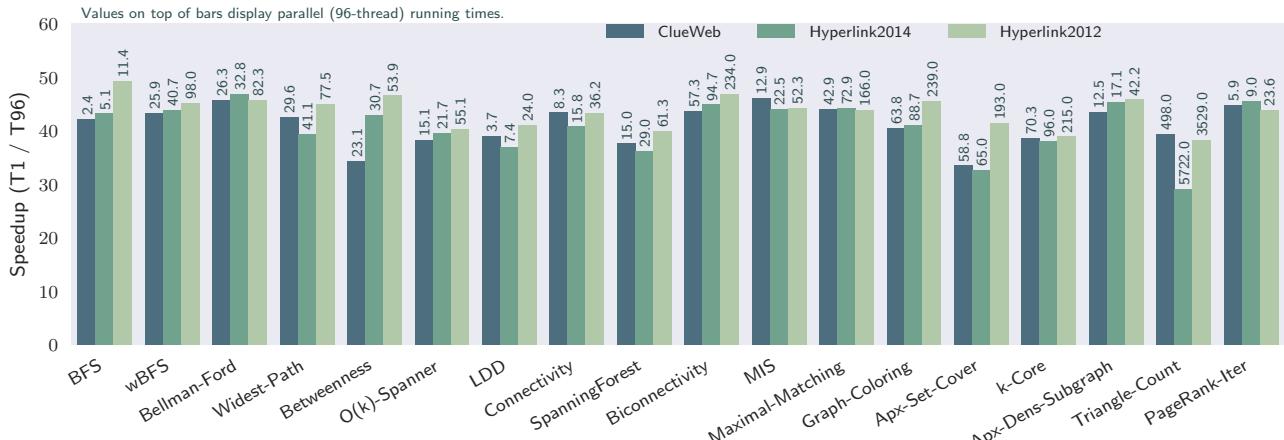 Values on top of bars display parallel (96-thread) running times.
ClueWeb
Hyperlink2014
Hyperlink2012
Speedup (T1 / T96)
60
50
40
30
20
10
0
2.4
5.1
11.4
25.9
40.7
98.0
26.3
32.8
82.3
29.6
41.1
77.5
23.1
30.7
53.9
15.1
21.7
55.1
3.7
7.4
24.0
8.3
15.8
36.2
15.0
29.0
61.3
57.3
94.7
234.0
12.9
22.5
52.3
42.9
72.9
166.0
63.8
88.7
239.0
58.8
65.0
193.0
70.3
96.0
215.0
12.5
17.1
42.2
498.0
5722.0
3529.0
5.9
9.0
23.6
BFS
wBFS
Bellman-Ford
Widest-Path
Betweenness
O(k)-Spanner
LDD
Connectivity
SpanningForest
Biconnectivity
MIS
Maximal-Matching
Graph-Coloring
Apx-Set-Cover
k-Core
Apx-Dens-Subgraph
Triangle-Count
PageRank-Iter